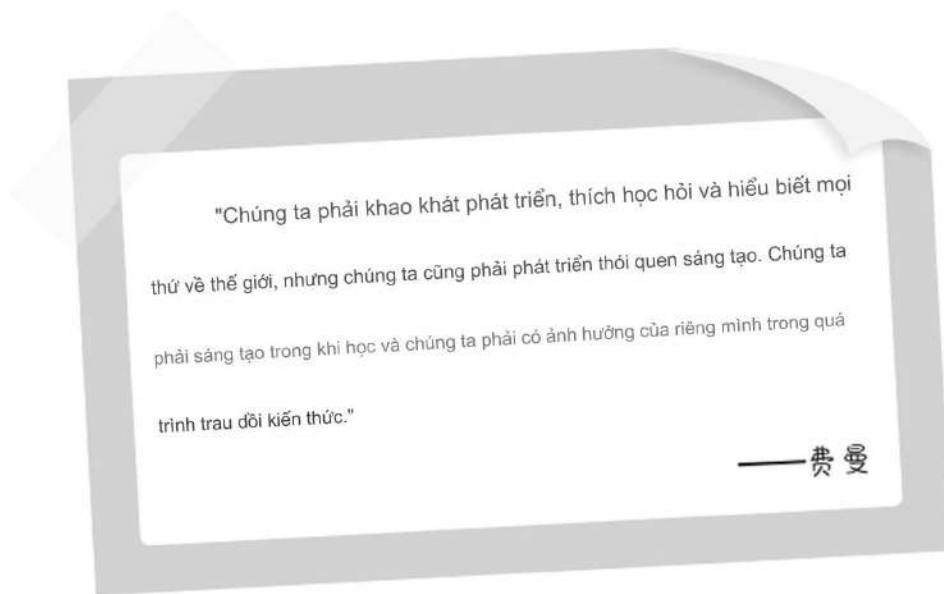 "Chúng ta phải khao khát phát triển, thích học hỏi và hiểu biết mọi
thứ về thế giới, nhưng chúng ta cũng phải phát triển thói quen sáng tạo. Chúng ta
phải sáng tạo trong khi học và chúng ta phải có ảnh hưởng của riêng mình trong quá
trình trau dồi kiến thức."
——费曼